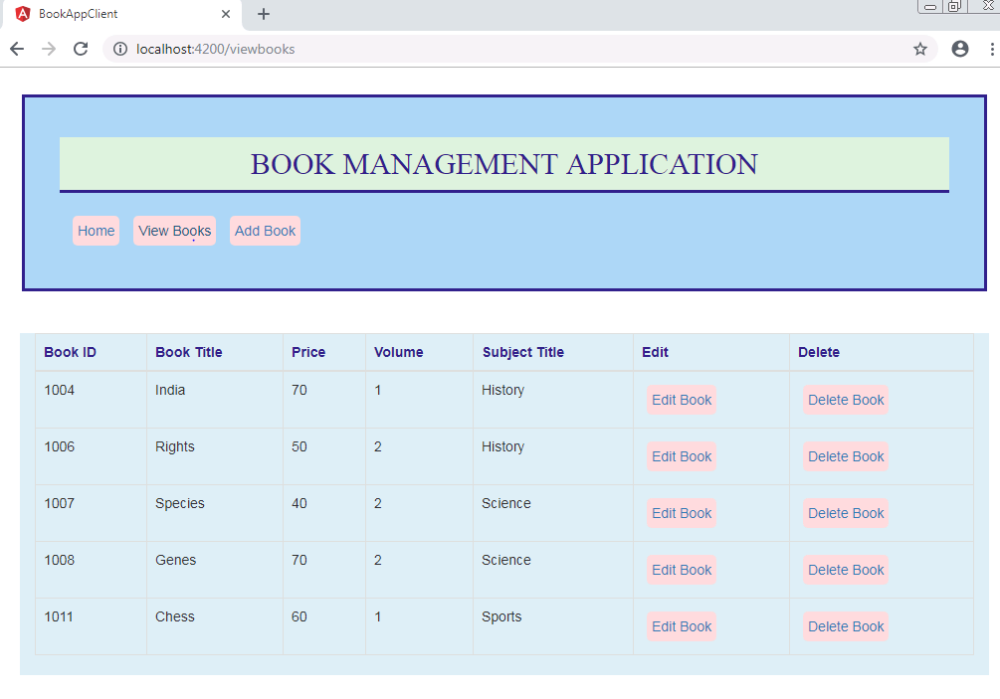 BookAppClient
localhost:4200/viewbooks
BOOK MANAGEMENT APPLICATION
Home View Books Add Book
Book ID Book Title Price Volume Subject Title Edit Delete
1004 India 70 1 History Edit Book Delete Book
1006 Rights 50 2 History Edit Book Delete Book
1007 Species 40 2 Science Edit Book Delete Book
1008 Genes 70 2 Science Edit Book Delete Book
1011 Chess 60 1 Sports Edit Book Delete Book